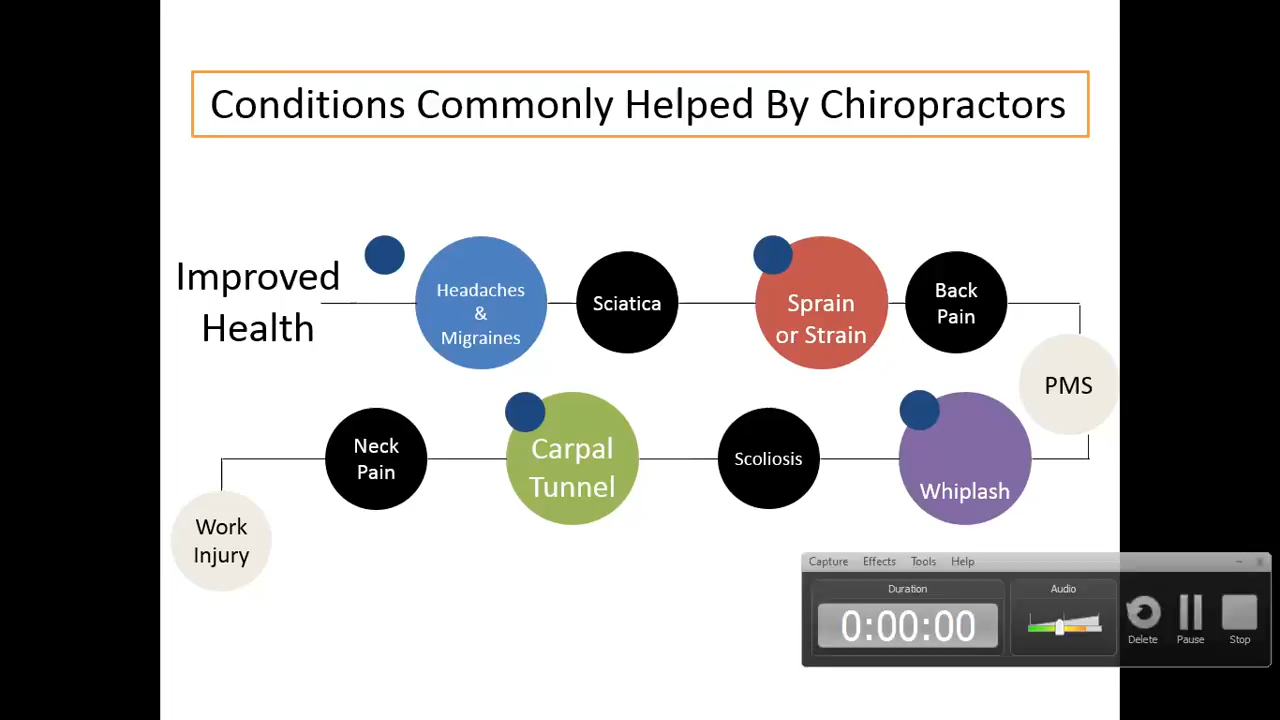 Conditions Commonly Helped By Chiropractors
Improved
Health
Headaches
&
Migraines
Sciatica
Sprain
or Strain
Back
Pain
PMS
Neck
Pain
Carpal
Tunnel
Scoliosis
Whiplash
Work
Injury
Capture Effects Tools Help
Duration
0:00:00
Audio
Delete
Pause
Stop